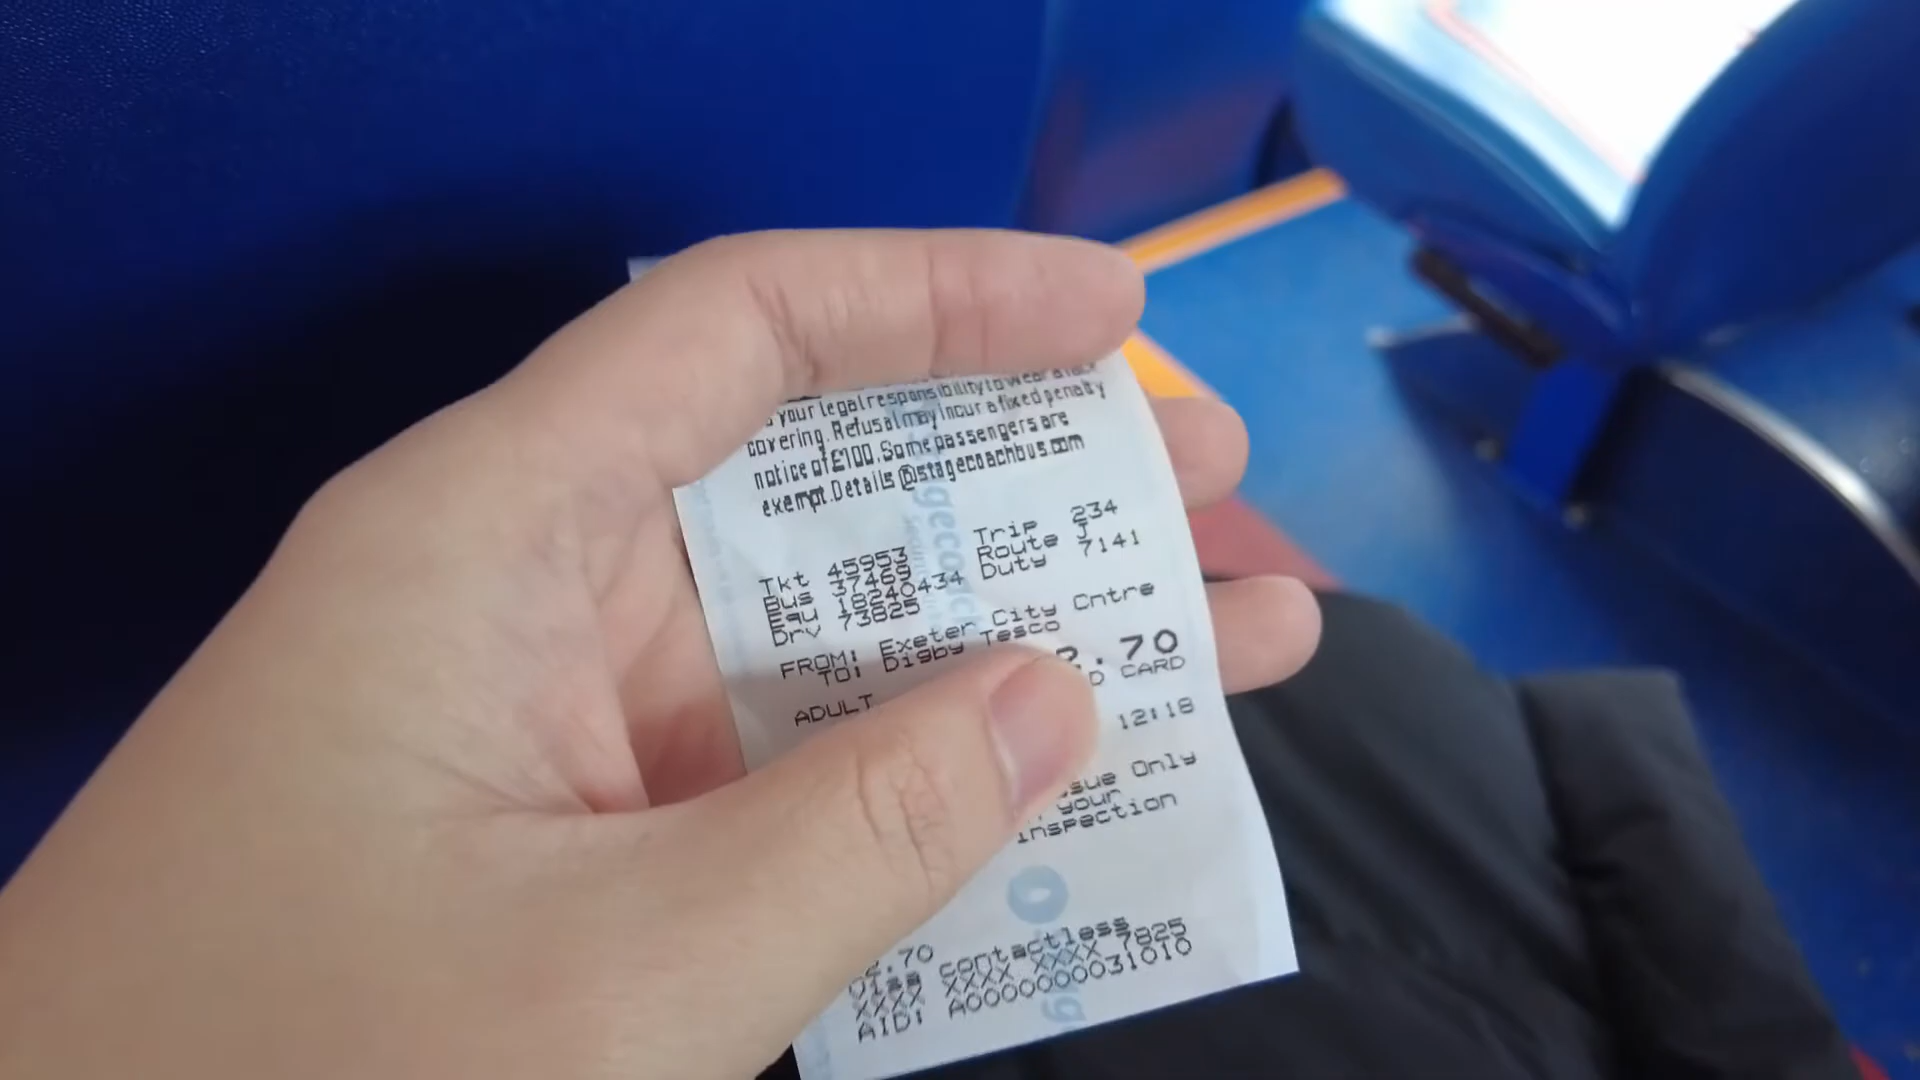 your legal responsibility to wear a face
covering. Refusal may incur a fixed penalty
notice of £100. Some passengers are
exempt. Details @stagecoachbus.com
Tkt 45953 Trip 234
Bus 37469 Route J
Equ 18240434 Duty 7141
Drv 73825
FROM: Exeter City Cntre
TO: Digby Tesco
2.70
ADULT CARD
12:18
Only
your
inspection
2.70
Visa contactless
XXXX XXXX XXXX 7825
AID: A0000000031010